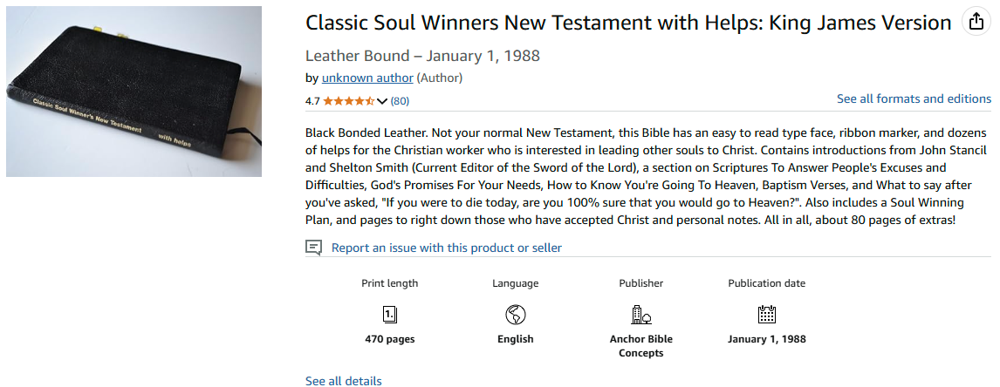 Classic Soul Winner's New Testament with helps
Classic Soul Winners New Testament with Helps: King James Version
Leather Bound – January 1, 1988
by unknown author (Author)
4.7 (80)
See all formats and editions
Black Bonded Leather. Not your normal New Testament, this Bible has an easy to read type face, ribbon marker, and dozens
of helps for the Christian worker who is interested in leading other souls to Christ. Contains introductions from John Stancil
and Shelton Smith (Current Editor of the Sword of the Lord), a section on Scriptures To Answer People's Excuses and
Difficulties, God's Promises For Your Needs, How to Know You're Going To Heaven, Baptism Verses, and What to say after
you've asked, "If you were to die today, are you 100% sure that you would go to Heaven?". Also includes a Soul Winning
Plan, and pages to right down those who have accepted Christ and personal notes. All in all, about 80 pages of extras!
Report an issue with this product or seller
Print length
1.
470 pages
Language
English
Publisher
Anchor Bible
Concepts
Publication date
January 1, 1988
See all details